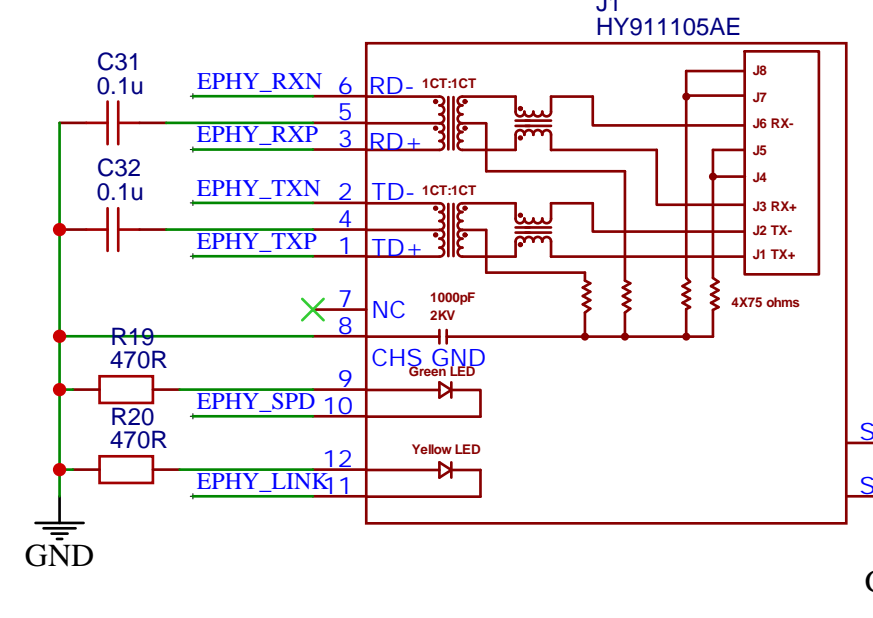 J1
HY911105AE
C31
0.1u
EPHY_RXN 6 RD- 1CT:1CT
5
EPHY_RXP 3 RD+
J8
J7
J6 RX-
J5
J4
J3 RX+
J2 TX-
J1 TX+
C32
0.1u
EPHY_TXN 2 TD- 1CT:1CT
4
EPHY_TXP 1 TD+
7 NC
1000pF
2KV
4X75 ohms
8
CHS GND
R19
470R
9
Green LED
EPHY_SPD 10
R20
470R
12
Yellow LED
EPHY_LINK 11
S
S
GND